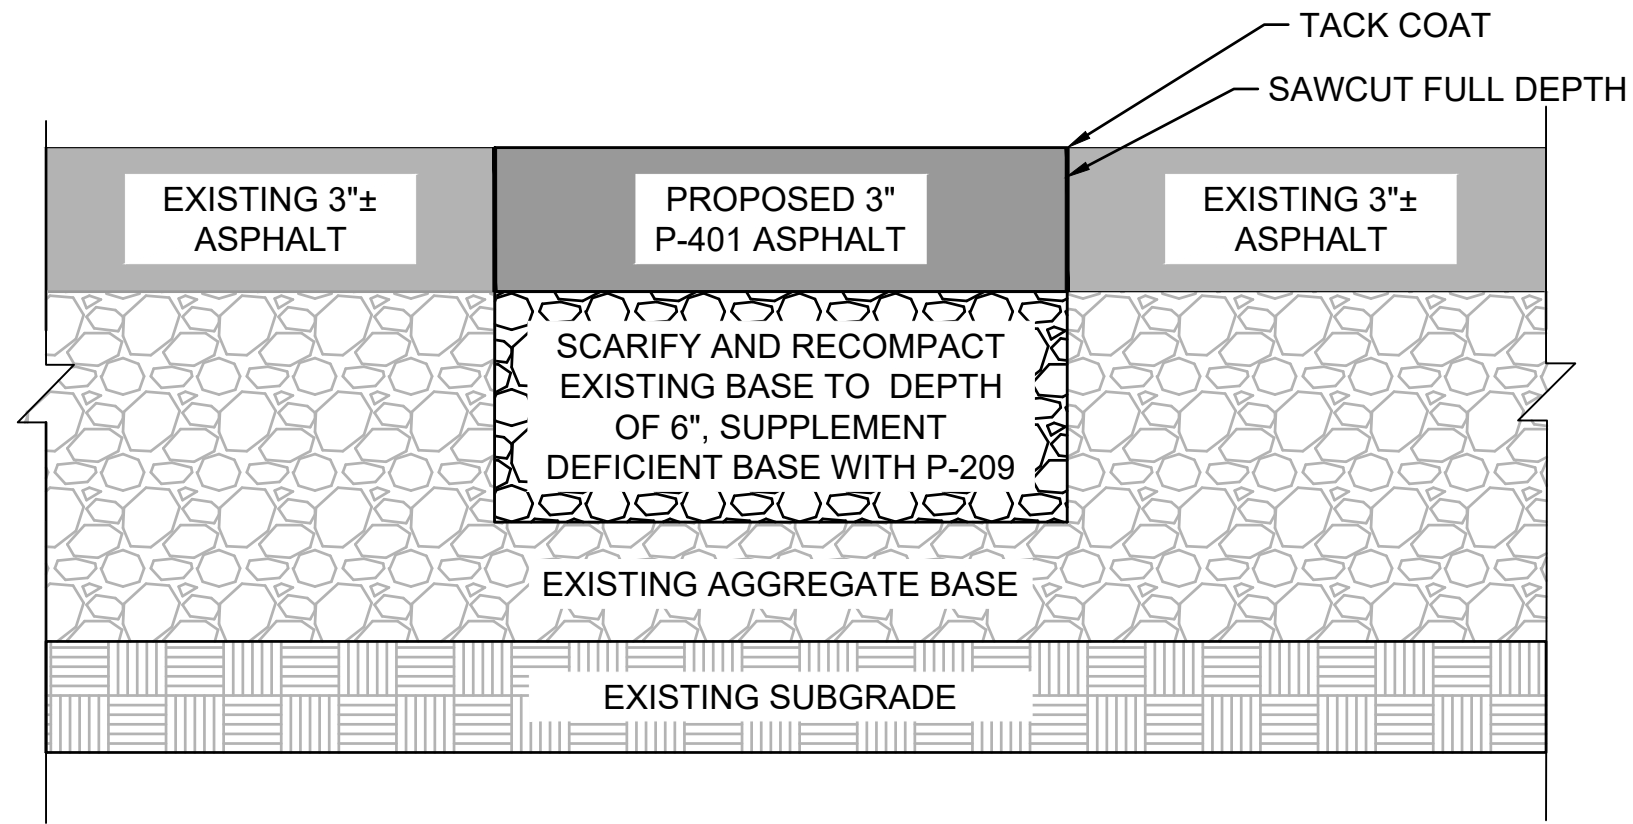 TACK COAT
SAWCUT FULL DEPTH
EXISTING 3"±
ASPHALT
PROPOSED 3"
P-401 ASPHALT
EXISTING 3"±
ASPHALT
SCARIFY AND RECOMPACT
EXISTING BASE TO DEPTH
OF 6", SUPPLEMENT
DEFICIENT BASE WITH P-209
EXISTING AGGREGATE BASE
EXISTING SUBGRADE